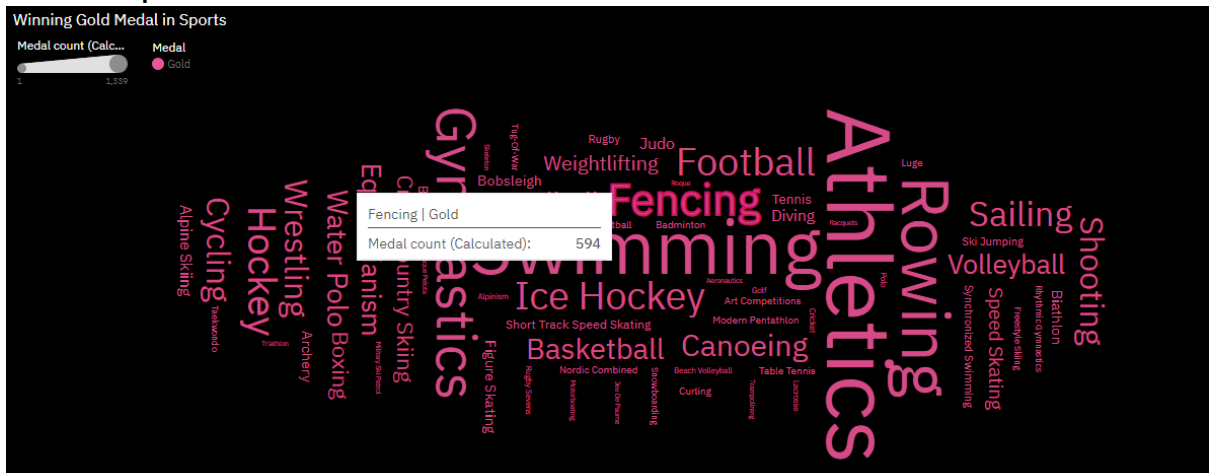 Winning Gold Medal in Sports
Medal count (Calc...
1
1,339
Medal
Gold
Alpine Skiing
Cycling
Taekwondo
Hockey
Triathlon
Wrestling
Archery
Water Polo
Boxing
Military Ski Patrol
Gymnastics
Skeleton
Tug-Of-War
Bobsleigh
Rugby
Judo
Weightlifting
Football
Roque
Fencing
Tennis
Diving
Badminton
Racquets
Swimming
Aeronautics
Alpinism
Ice Hockey
Golf
Art Competitions
Cricket
Short Track Speed Skating
Modern Pentathlon
Basketball
Canoeing
Figure Skating
Nordic Combined
Beach Volleyball
Table Tennis
Rugby Sevens
Motorboating
Jeu De Paume
Snowboarding
Curling
Trampolining
Lacrosse
Athletics
Polo
Luge
Rowing
Sailing
Ski Jumping
Volleyball
Shooting
Synchronized Swimming
Speed Skating
Freestyle Skiing
Rhythmic Gymnastics
Biathlon
Fencing | Gold
Medal count (Calculated): 594